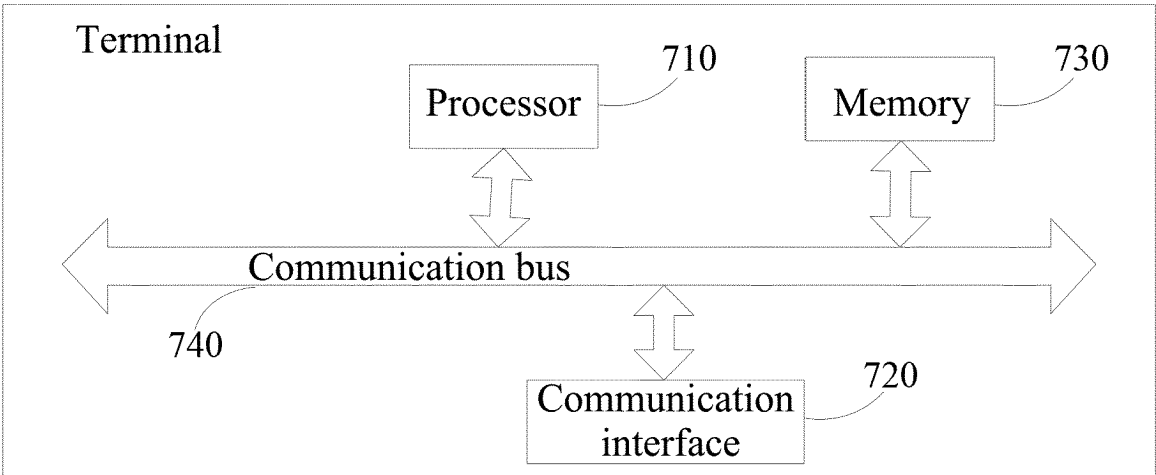 Terminal
710
Processor
730
Memory
Communication bus
740
720
Communication
interface